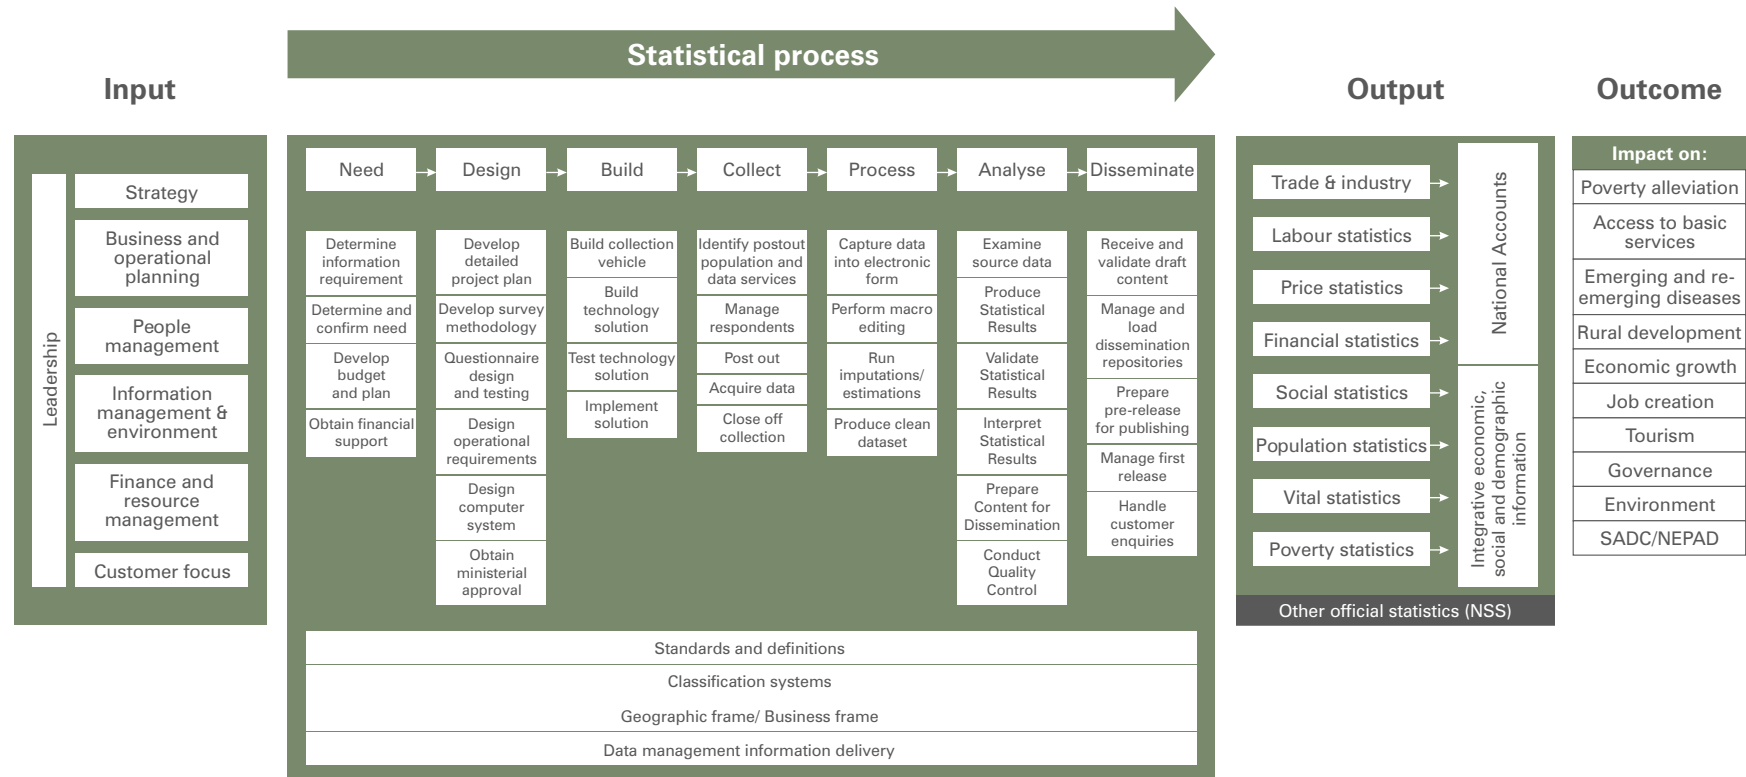 Statistical process
Input
Output
Outcome
Leadership
Strategy
Business and
operational
planning
People
management
Information
management &
environment
Finance and
resource
management
Customer focus
Need
Design
Build
Collect
Process
Analyse
Disseminate
Determine
information
requirement
Determine and
confirm need
Develop
budget
and plan
Obtain financial
support
Develop
detailed
project plan
Develop survey
methodology
Questionnaire
design
and testing
Design
operational
requirements
Design
computer
system
Obtain
ministerial
approval
Build collection
vehicle
Build
technology
solution
Test technology
solution
Implement
solution
Identify postout
population and
data services
Manage
respondents
Post out
Acquire data
Close off
collection
Capture data
into electronic
form
Perform macro
editing
Run
imputations/
estimations
Produce clean
dataset
Examine
source data
Produce
Statistical
Results
Validate
Statistical
Results
Interpret
Statistical
Results
Prepare
Content for
Dissemination
Conduct
Quality
Control
Receive and
validate draft
content
Manage and
load
dissemination
repositories
Prepare
pre-release
for publishing
Manage first
release
Handle
customer
enquiries
Standards and definitions
Classification systems
Geographic frame/ Business frame
Data management information delivery
Trade & industry
Labour statistics
Price statistics
Financial statistics
Social statistics
Population statistics
Vital statistics
Poverty statistics
National Accounts
Integrative economic,
social and demographic
information
Other official statistics (NSS)
Impact on:
Poverty alleviation
Access to basic
services
Emerging and re-
emerging diseases
Rural development
Economic growth
Job creation
Tourism
Governance
Environment
SADC/NEPAD